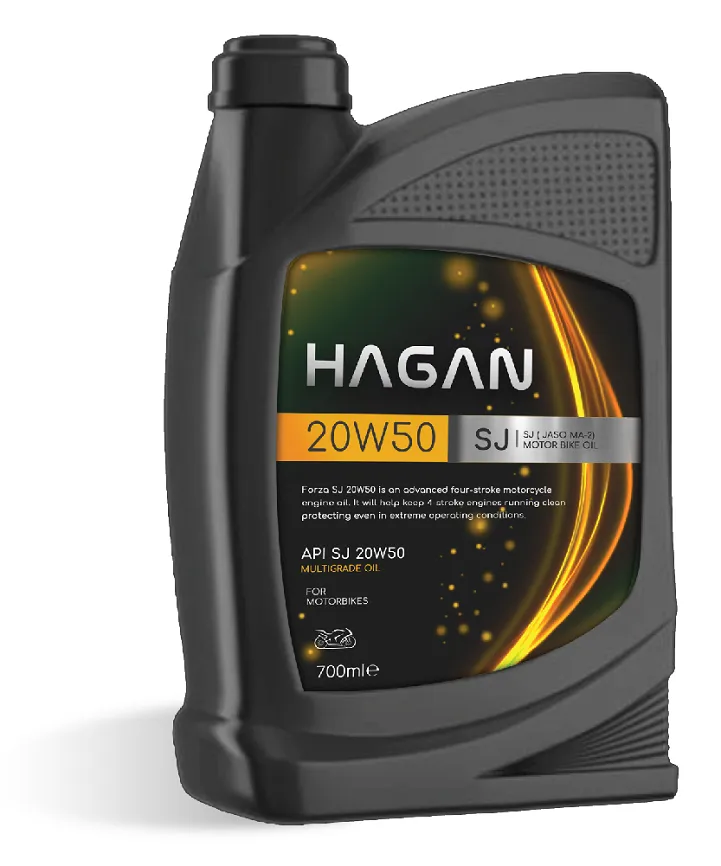 HAGAN
20W50
SJ
SJ ( JASO MA-2)
MOTOR BIKE OIL
Forza SJ 20W50 is an advanced four-stroke motorcycle
engine oil. It will help keep 4 stroke engines running clean
protecting even in extreme operating conditions.
API SJ 20W50
MULTIGRADE OIL
FOR
MOTORBIKES
700ml℮